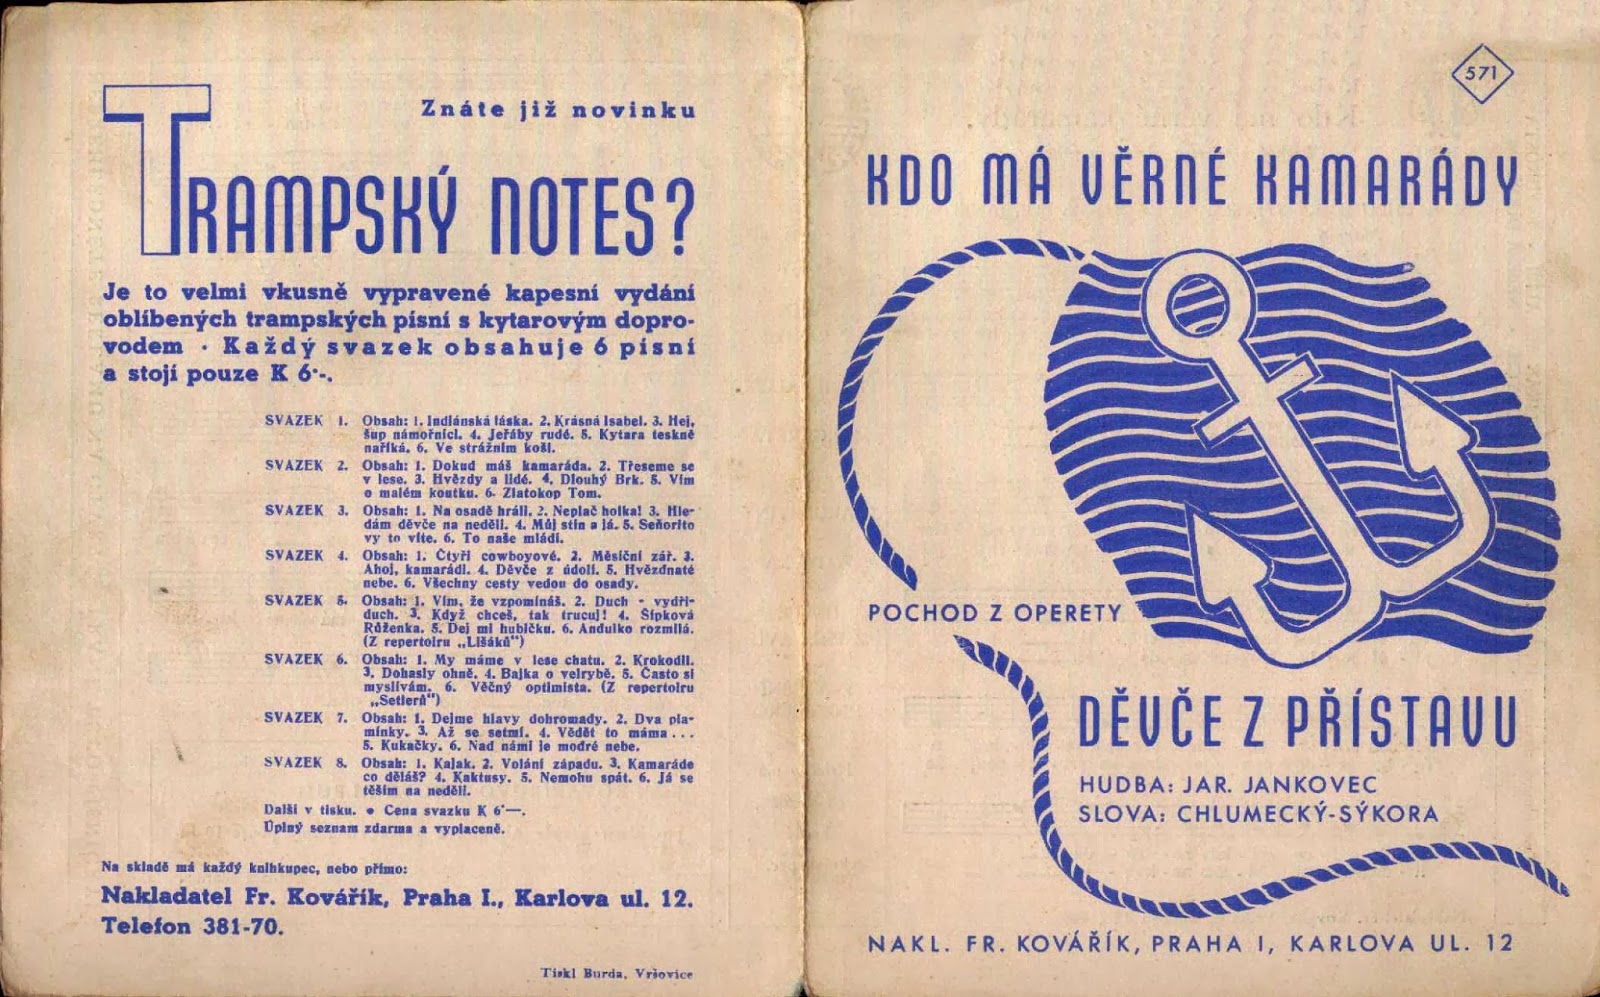 Znáte již novinku
TRAMPSKÝ NOTES?
Je to velmi vkusně vypravené kapesní vydání
oblíbených trampských písní s kytarovým dopro-
vodem · Každý svazek obsahuje 6 písní
a stojí pouze K 6·-.
SVAZEK 1. Obsah: 1. Indiánská láska. 2. Krásná Isabel. 3. Hej,
šup námořníci. 4. Jeřáby rudé. 5. Kytara teskně
naříká. 6. Ve strážním koši.
SVAZEK 2. Obsah: 1. Dokud máš kamaráda. 2. Třeseme se
v lese. 3. Hvězdy a lidé. 4. Dlouhý Brk. 5. Vím
o malém koutku. 6. Zlatokop Tom.
SVAZEK 3. Obsah: 1. Na osadě hráli. 2. Neplač holka! 3. Hle-
dám děvče na neděli. 4. Můj stín a já. 5. Señorito
vy to víte. 6. To naše mládí.
SVAZEK 4. Obsah: 1. Čtyři cowboyové. 2. Měsíční zář. 3.
Ahoj, kamarádi. 4. Děvče z údolí. 5. Hvězdnaté
nebe. 6. Všechny cesty vedou do osady.
SVAZEK 5. Obsah: 1. Vím, že vzpomínáš. 2. Duch - vydři-
duch. 3. Když chceš, tak trucuj! 4. Šípková
Růženka. 5. Dej mi hubičku. 6. Andulko rozmilá.
(Z repertoiru „Lišáků")
SVAZEK 6. Obsah: 1. My máme v lese chatu. 2. Krokodil.
3. Dohasly ohně. 4. Bajka o velrybě. 5. Často si
myslívám. 6. Věčný optimista. (Z repertoiru
„Setlerů")
SVAZEK 7. Obsah: 1. Dejme hlavy dohromady. 2. Dva pla-
mínky. 3. Až se setmí. 4. Vědět to máma...
5. Kukačky. 6. Nad námi je modré nebe.
SVAZEK 8. Obsah: 1. Kajak. 2. Volání západu. 3. Kamaráde
co děláš? 4. Kaktusy. 5. Nemohu spát. 6. Já se
těším na neděli.
Další v tisku. • Cena svazku K 6·—.
Úplný seznam zdarma a vyplaceně.
Na skladě má každý knihkupec, nebo přímo:
Nakladatel Fr. Kovářík, Praha I., Karlova ul. 12.
Telefon 381-70.
Tiskl Burda, Vršovice
571
KDO MÁ VĚRNÉ KAMARÁDY
POCHOD Z OPERETY
DĚVČE Z PŘÍSTAVU
HUDBA: JAR. JANKOVEC
SLOVA: CHLUMECKÝ-SÝKORA
NAKL. FR. KOVÁŘÍK, PRAHA I, KARLOVA UL. 12